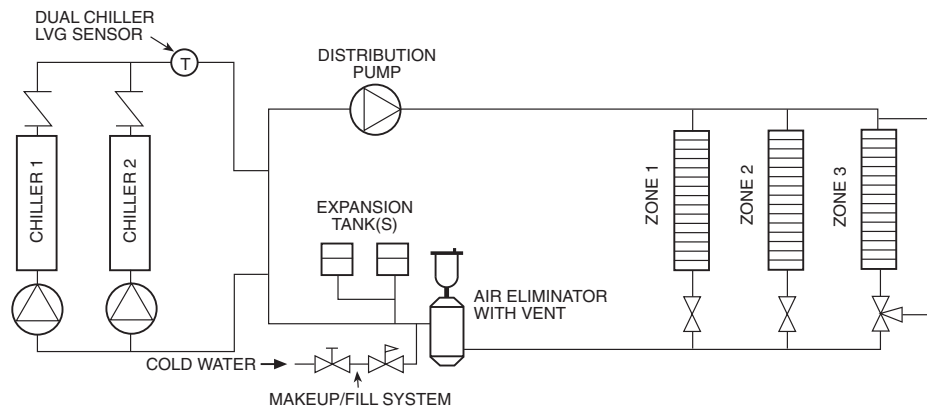 DUAL CHILLER
LVG SENSOR
T
DISTRIBUTION
PUMP
CHILLER 1
CHILLER 2
ZONE 1
ZONE 2
ZONE 3
EXPANSION
TANK(S)
AIR ELIMINATOR
WITH VENT
COLD WATER
MAKEUP/FILL SYSTEM